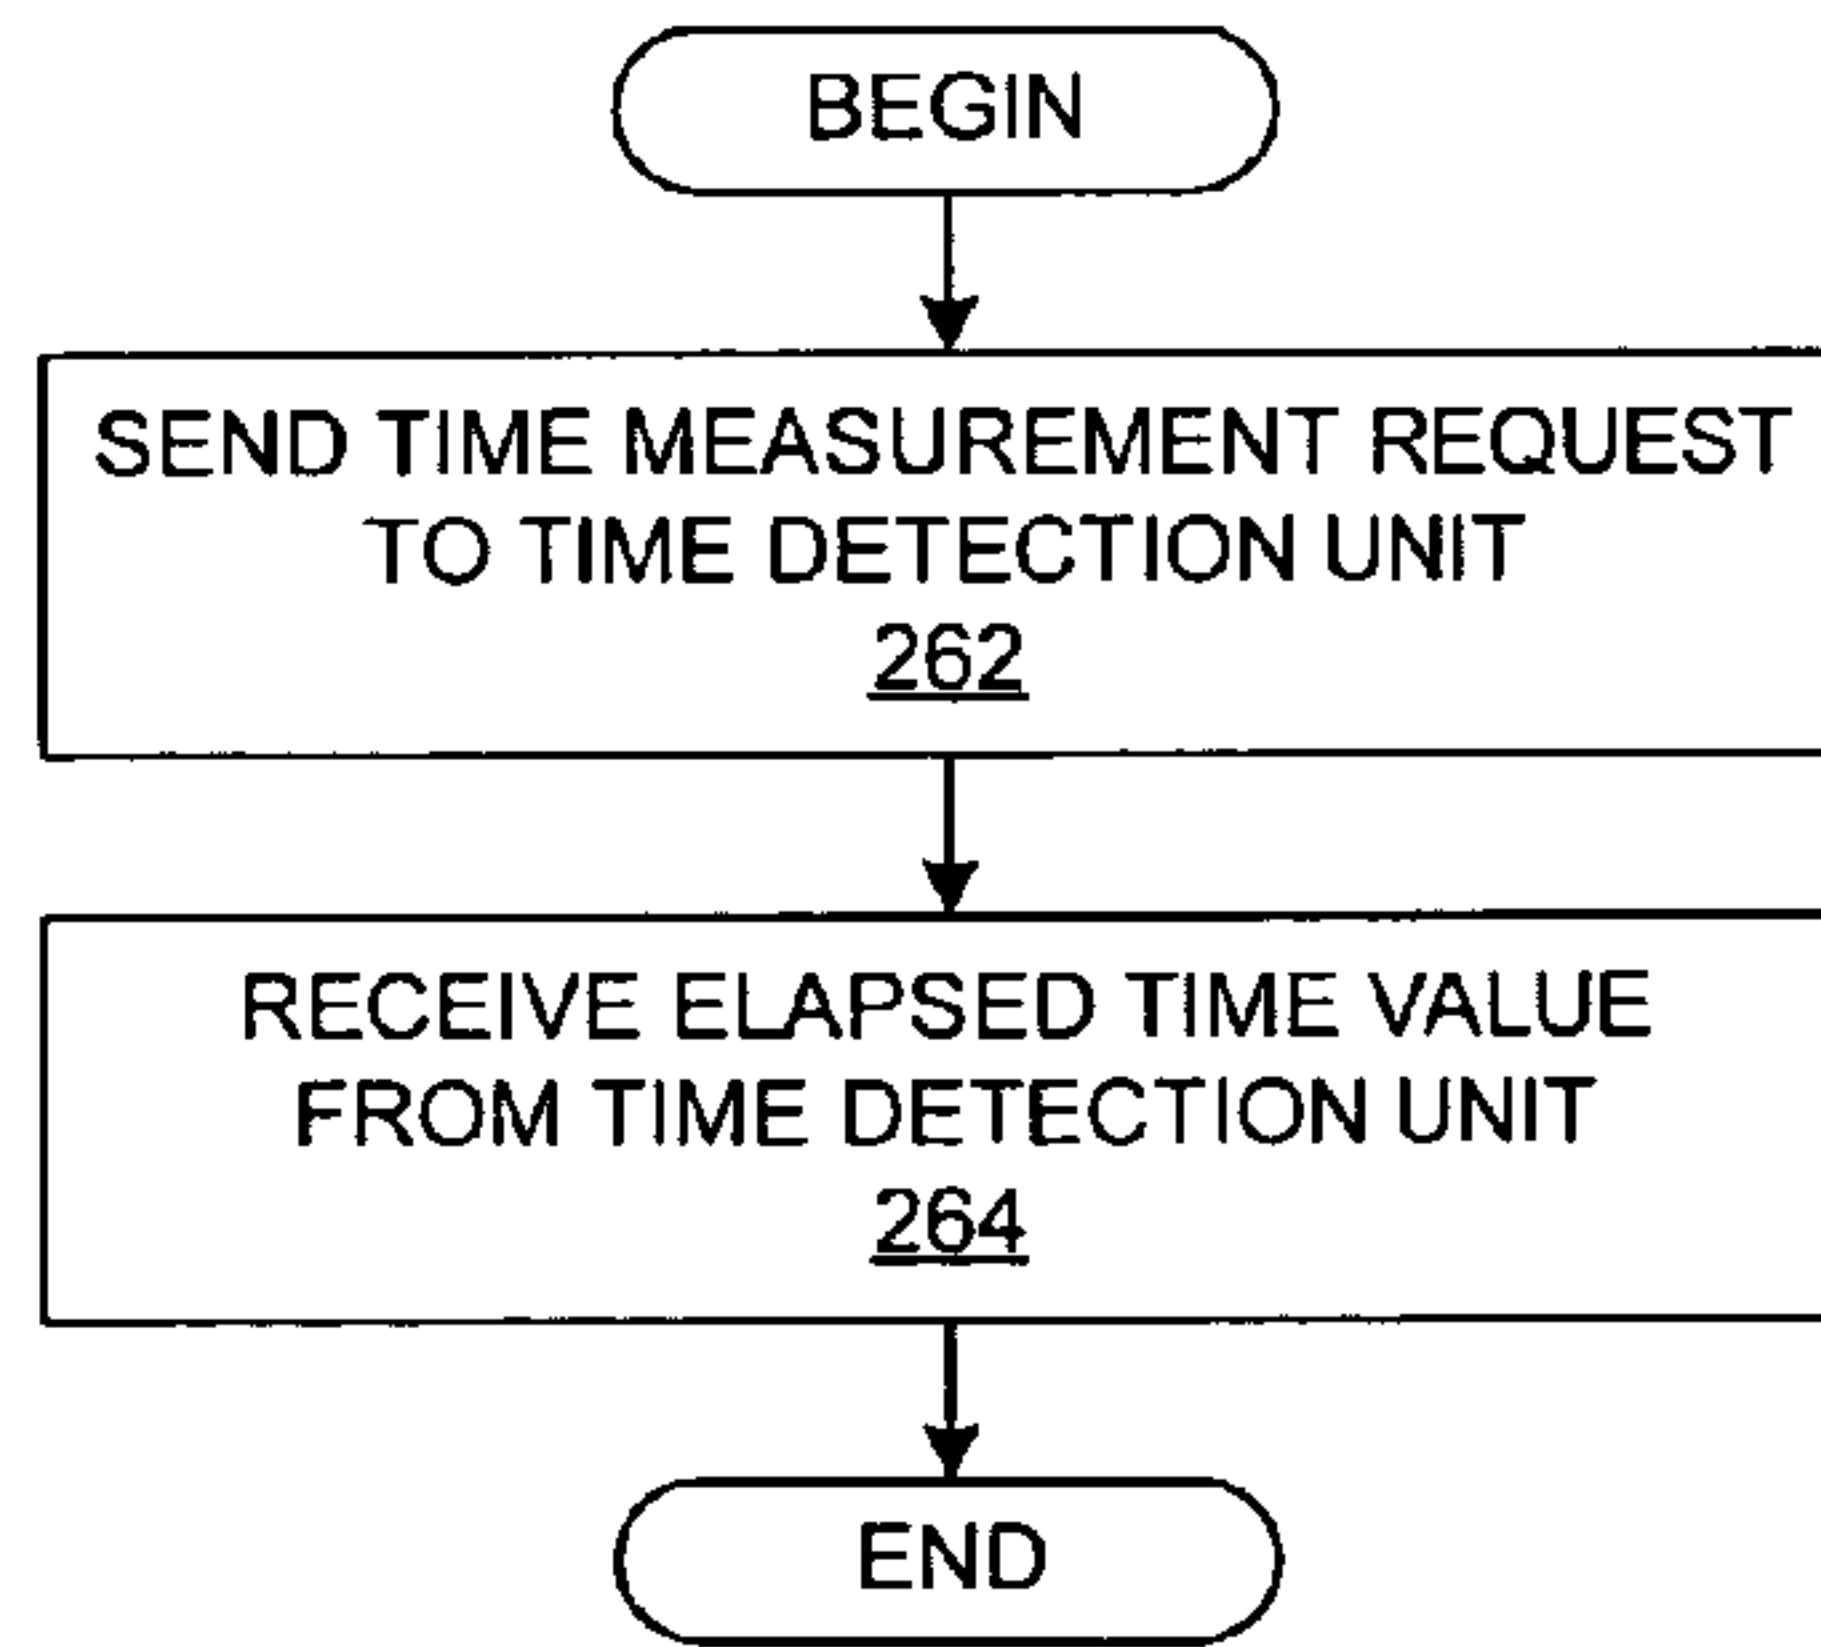 BEGIN
SEND TIME MEASUREMENT REQUEST
TO TIME DETECTION UNIT
262
RECEIVE ELAPSED TIME VALUE
FROM TIME DETECTION UNIT
264
END